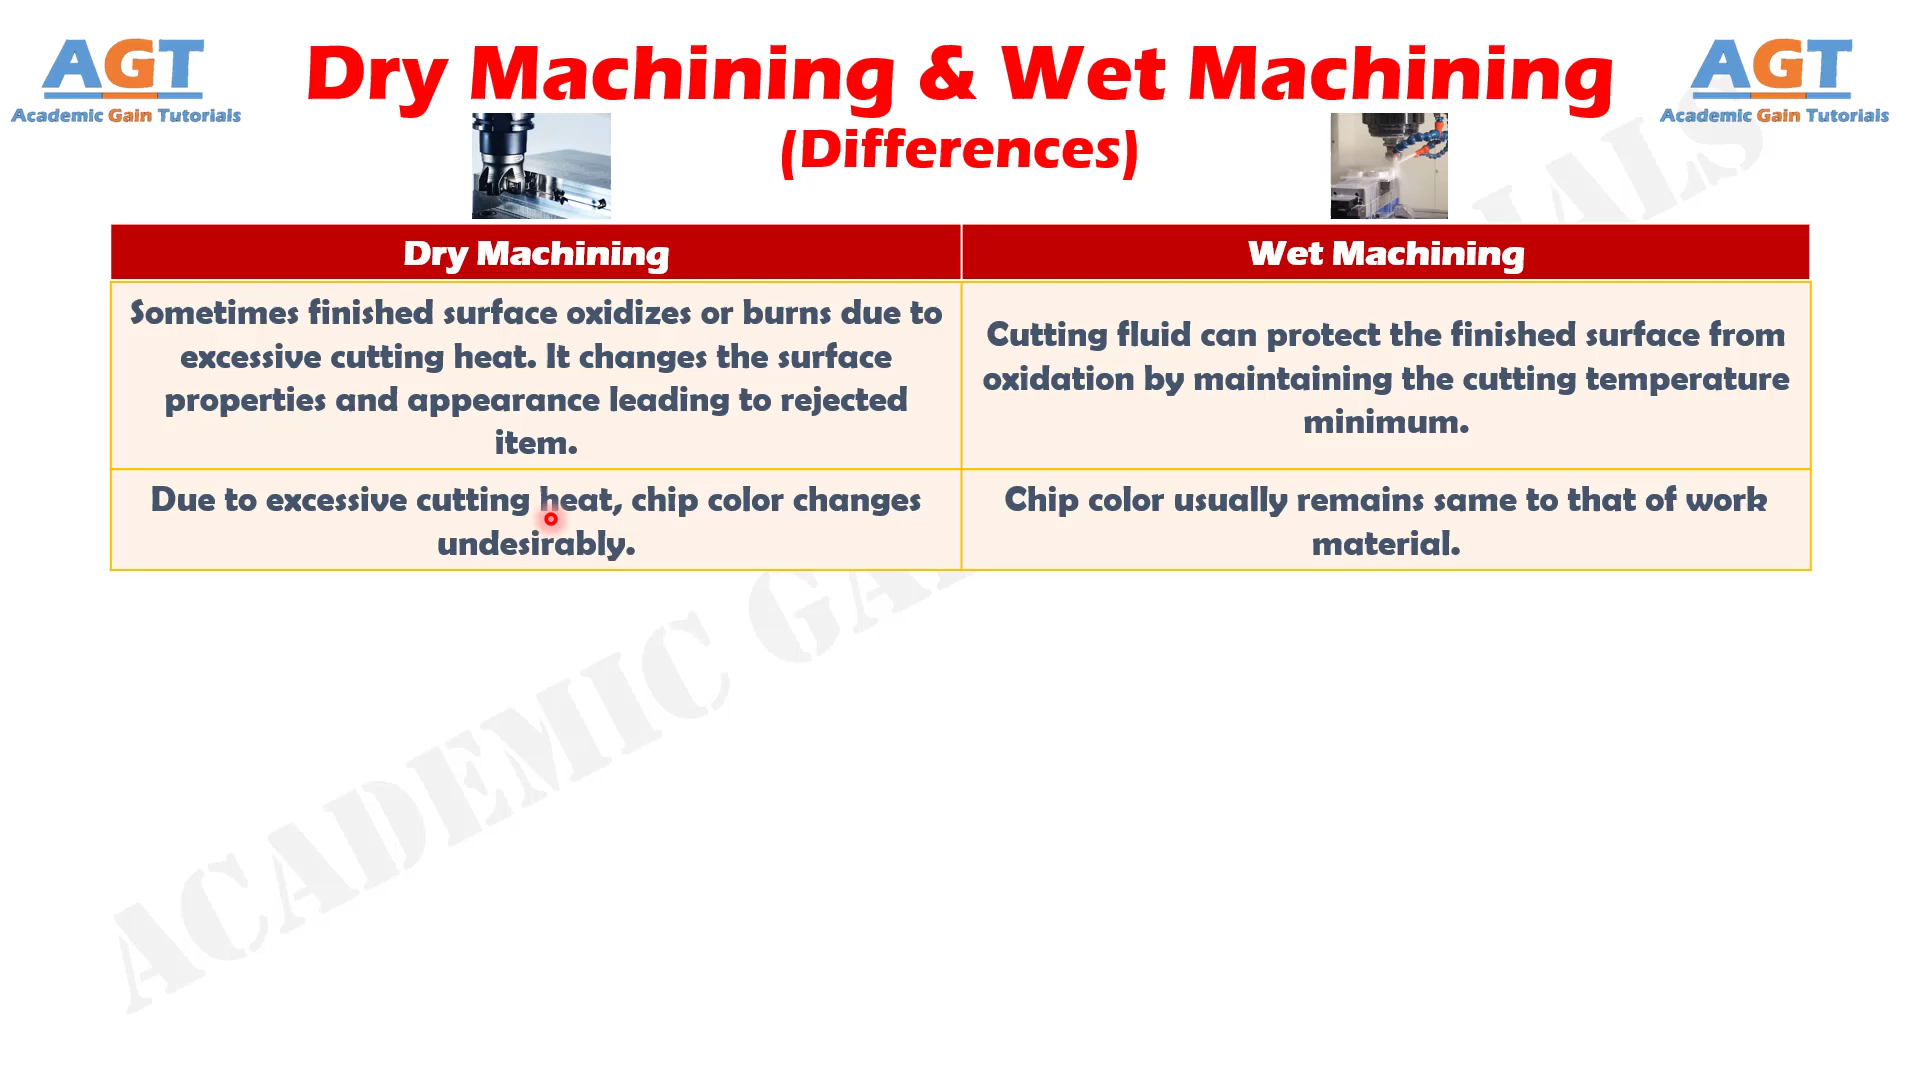 AGT
Academic Gain Tutorials
Dry Machining & Wet Machining
(Differences)
AGT
Academic Gain Tutorials
Dry Machining
Wet Machining
Sometimes finished surface oxidizes or burns due to
excessive cutting heat. It changes the surface
properties and appearance leading to rejected
item.
Cutting fluid can protect the finished surface from
oxidation by maintaining the cutting temperature
minimum.
Due to excessive cutting heat, chip color changes
undesirably.
Chip color usually remains same to that of work
material.